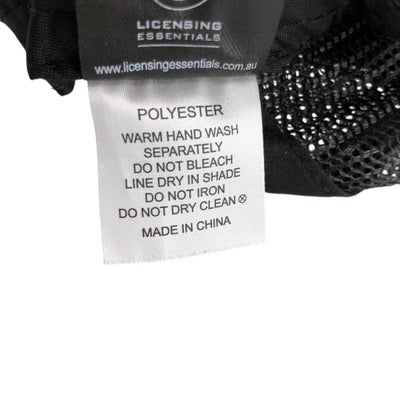 LICENSING
ESSENTIALS
www.licensingessentials.com.au
POLYESTER
WARM HAND WASH
SEPARATELY
DO NOT BLEACH
LINE DRY IN SHADE
DO NOT IRON
DO NOT DRY CLEAN ⊗
MADE IN CHINA